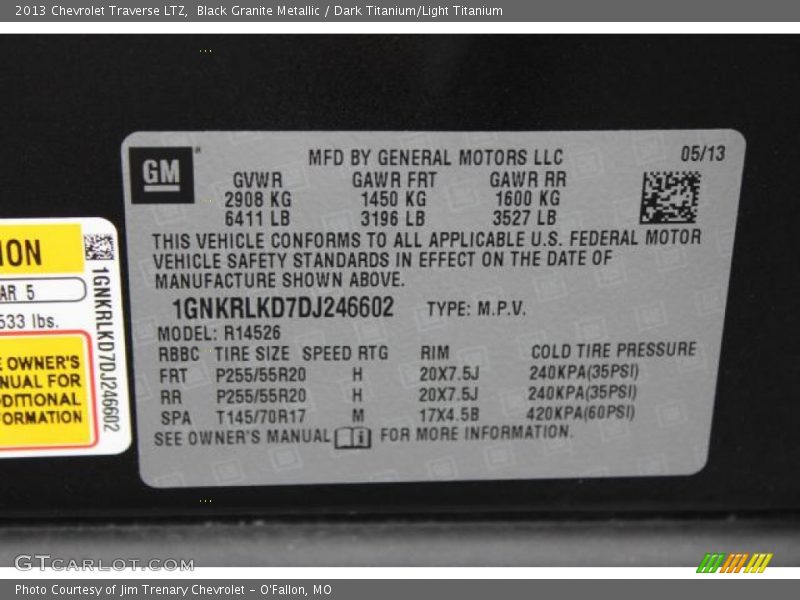 2013 Chevrolet Traverse LTZ,  Black Granite Metallic / Dark Titanium/Light Titanium
GM
MFD BY GENERAL MOTORS LLC
05/13
GVWR GAWR FRT GAWR RR
2908 KG 1450 KG 1600 KG
6411 LB 3196 LB 3527 LB
THIS VEHICLE CONFORMS TO ALL APPLICABLE U.S. FEDERAL MOTOR
VEHICLE SAFETY STANDARDS IN EFFECT ON THE DATE OF
MANUFACTURE SHOWN ABOVE.
1GNKRLKD7DJ246602 TYPE: M.P.V.
MODEL: R14526
RBBC TIRE SIZE SPEED RTG RIM COLD TIRE PRESSURE
FRT P255/55R20 H 20X7.5J 240KPA(35PSI)
RR P255/55R20 H 20X7.5J 240KPA(35PSI)
SPA T145/70R17 M 17X4.5B 420KPA(60PSI)
SEE OWNER'S MANUAL FOR MORE INFORMATION.
ION
AR 5
533 lbs.
E OWNER'S
NUAL FOR
DITIONAL
FORMATION
1GNKRLKD7DJ246602
GTCARLOT.COM
Photo Courtesy of Jim Trenary Chevrolet - O'Fallon, MO